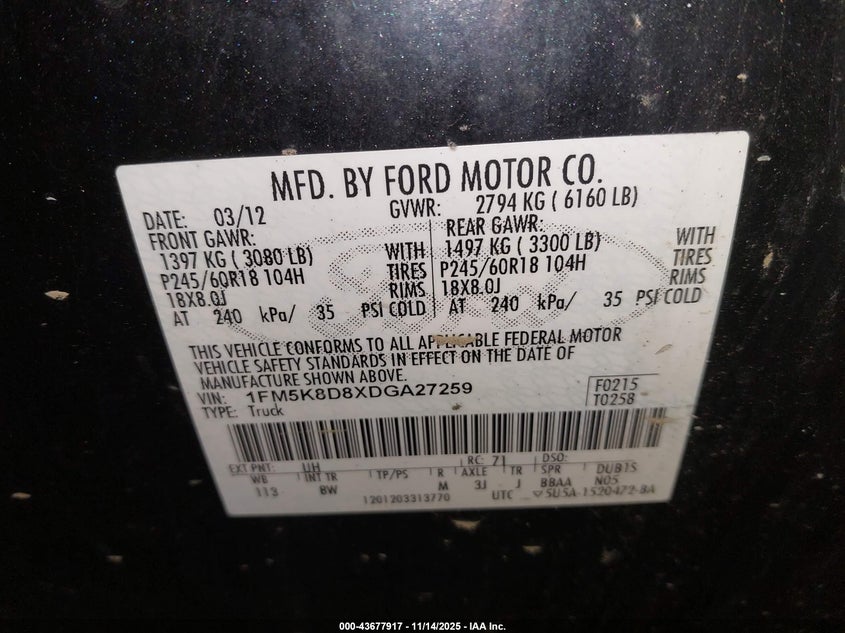 MFD. BY FORD MOTOR CO.
DATE: 03/12 GVWR: 2794 KG ( 6160 LB)
FRONT GAWR: REAR GAWR:
1397 KG ( 3080 LB) WITH 1497 KG ( 3300 LB) WITH
P245/60R18 104H TIRES P245/60R18 104H TIRES
18X8.0J RIMS 18X8.0J RIMS
AT 240 kPa/ 35 PSI COLD AT 240 kPa/ 35 PSI COLD
THIS VEHICLE CONFORMS TO ALL APPLICABLE FEDERAL MOTOR
VEHICLE SAFETY STANDARDS IN EFFECT ON THE DATE OF
MANUFACTURE SHOWN ABOVE.
VIN: 1FM5K8D8XDGA27259 F0215
TYPE: Truck T0258
EXT PNT: UH RC: 71 DSO:
WB INT TR TP/PS R AXLE TR SPR DUB1S
113 8W M 3J J BBAA N05
1201203313770 UTC 5U5A-1520472-BA
000-43677917 - 11/14/2025 - IAA Inc.